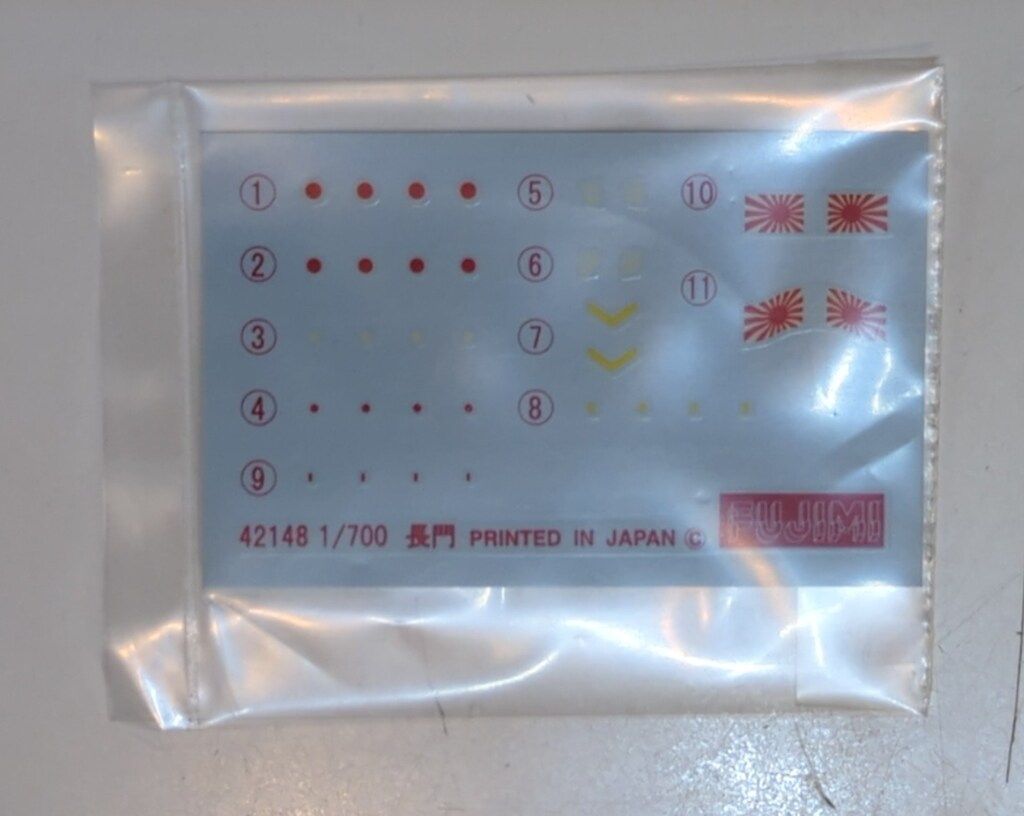 ① ⑤ ⑩
② ⑥
⑪
③ ⑦
④ ⑧
⑨
42148 1/700 長門 PRINTED IN JAPAN © FUJIMI